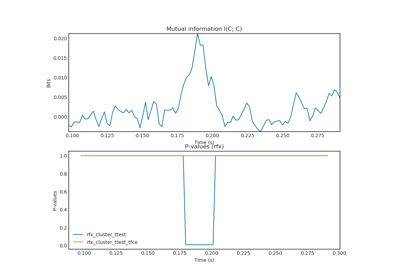 Mutual information I(C; C)
0.020
0.015
0.010
0.005
0.000
Bits
0.100 0.125 0.150 0.175 0.200 0.225 0.250 0.275
Time (s)
P-values (rfx)
1.0
0.8
0.6
0.4
0.2
0.0
P-values
rfx_cluster_ttest
rfx_cluster_ttest_tfce
0.100 0.125 0.150 0.175 0.200 0.225 0.250 0.275 0.300
Time (s)